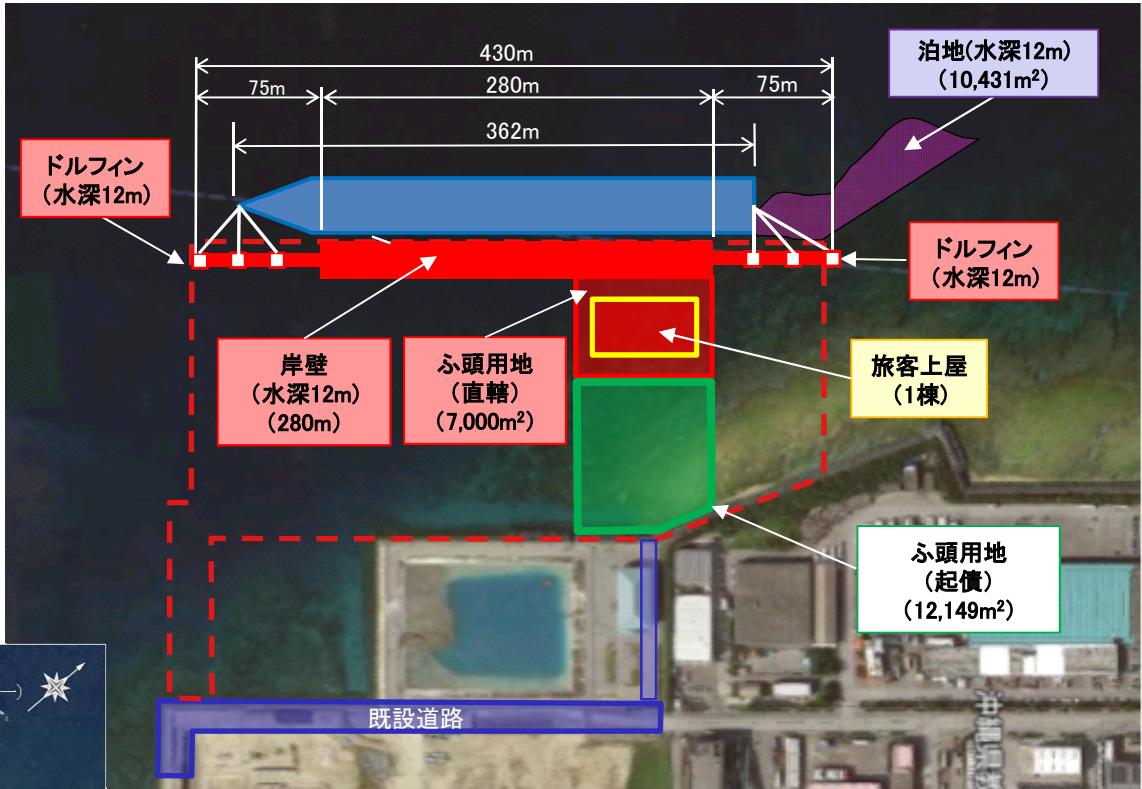 430m
75m
280m
75m
362m
泊地(水深12m)
(10,431m²)
ドルフィン
(水深12m)
ドルフィン
(水深12m)
岸壁
(水深12m)
(280m)
ふ頭用地
(直轄)
(7,000m²)
旅客上屋
(1棟)
ふ頭用地
(起債)
(12,149m²)
既設道路